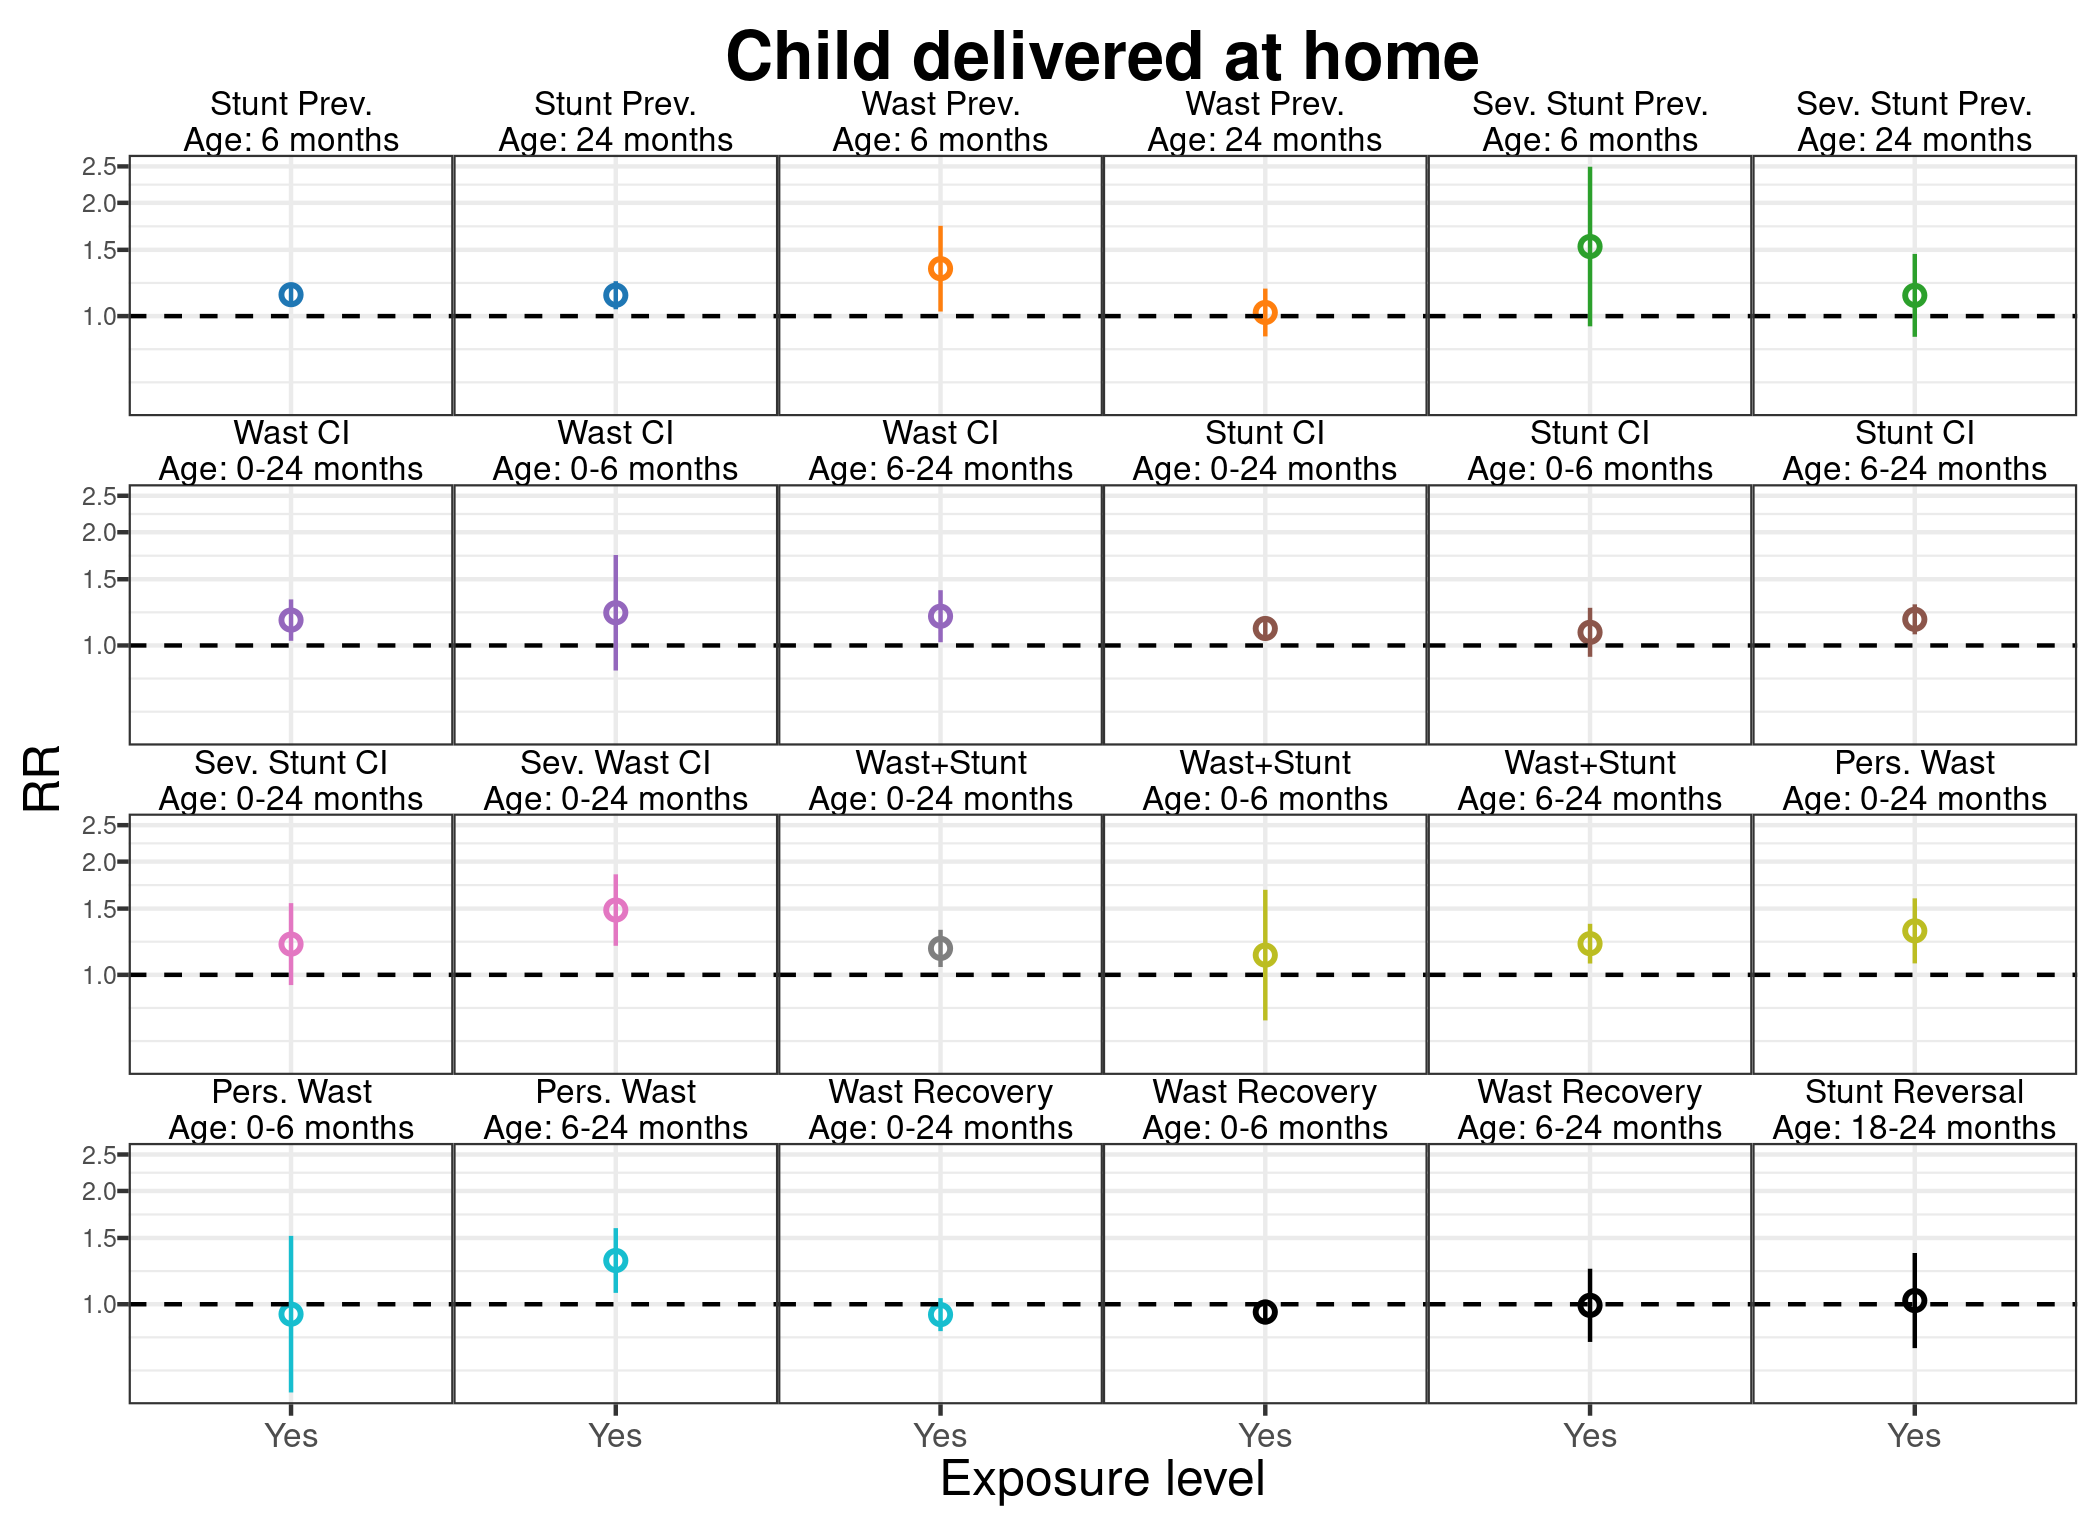 Child delivered at home
Stunt Prev.
Age: 6 months
Stunt Prev.
Age: 24 months
Wast Prev.
Age: 6 months
Wast Prev.
Age: 24 months
Sev. Stunt Prev.
Age: 6 months
Sev. Stunt Prev.
Age: 24 months
2.5
2.0
1.5
1.0
Wast CI
Age: 0-24 months
Wast CI
Age: 0-6 months
Wast CI
Age: 6-24 months
Stunt CI
Age: 0-24 months
Stunt CI
Age: 0-6 months
Stunt CI
Age: 6-24 months
2.5
2.0
1.5
1.0
RR
Sev. Stunt CI
Age: 0-24 months
Sev. Wast CI
Age: 0-24 months
Wast+Stunt
Age: 0-24 months
Wast+Stunt
Age: 0-6 months
Wast+Stunt
Age: 6-24 months
Pers. Wast
Age: 0-24 months
2.5
2.0
1.5
1.0
Pers. Wast
Age: 0-6 months
Pers. Wast
Age: 6-24 months
Wast Recovery
Age: 0-24 months
Wast Recovery
Age: 0-6 months
Wast Recovery
Age: 6-24 months
Stunt Reversal
Age: 18-24 months
2.5
2.0
1.5
1.0
Yes
Yes
Yes
Yes
Yes
Yes
Exposure level